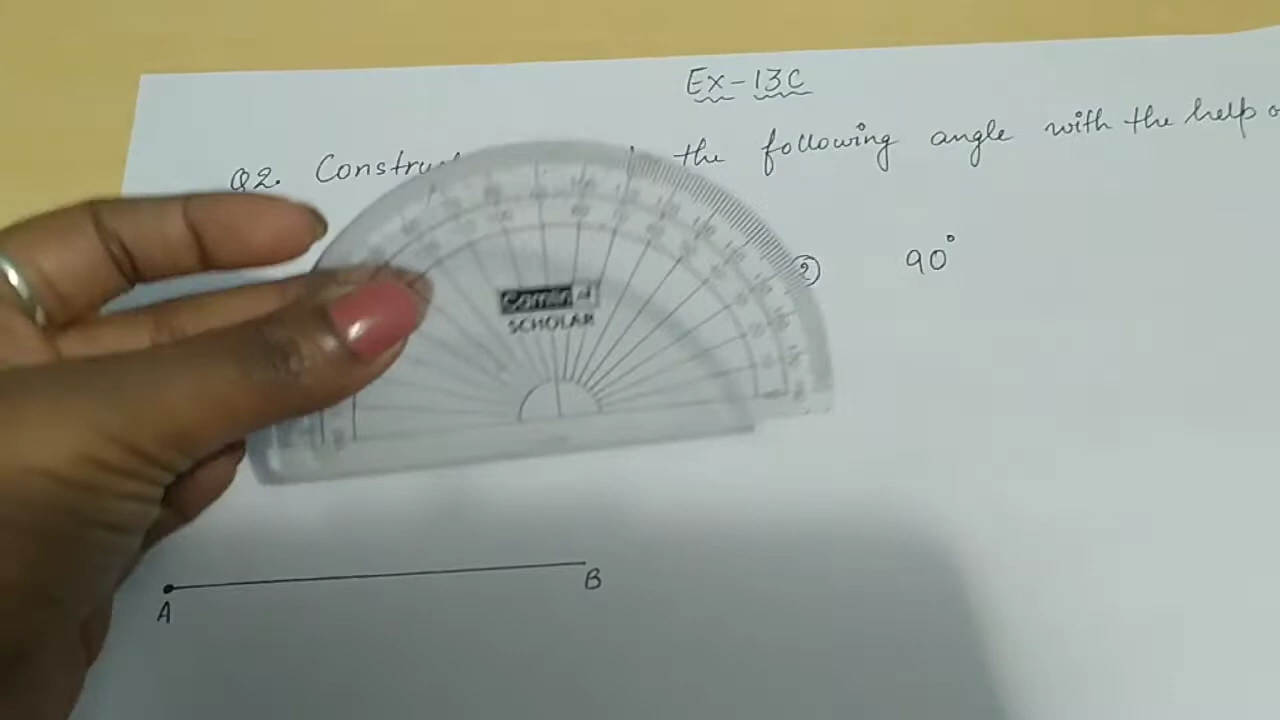 Ex-13C
Q2. Constru the following angle with the help o
② 90°
Camlin
SCHOLAR
A B